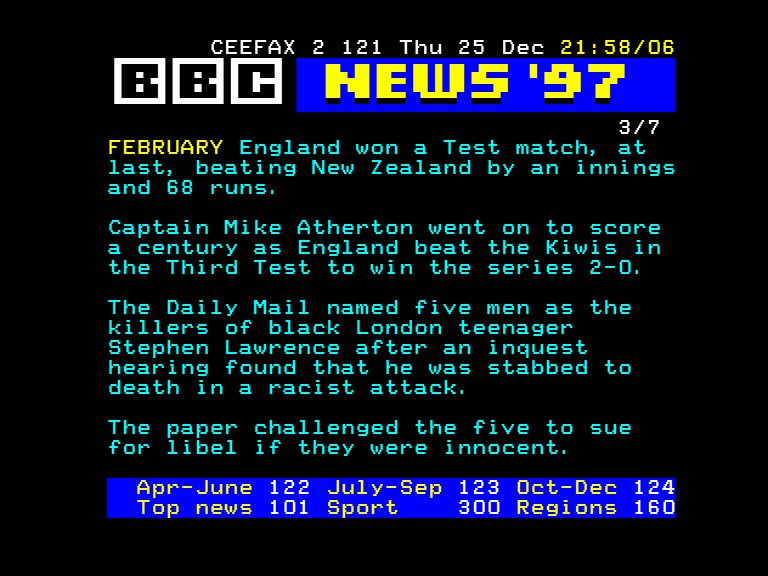 CEEFAX 2 121 Thu 25 Dec 21:58/06
BBC NEWS '97
3/7
FEBRUARY England won a Test match, at
last, beating New Zealand by an innings
and 68 runs.
Captain Mike Atherton went on to score
a century as England beat the Kiwis in
the Third Test to win the series 2-0.
The Daily Mail named five men as the
killers of black London teenager
Stephen Lawrence after an inquest
hearing found that he was stabbed to
death in a racist attack.
The paper challenged the five to sue
for libel if they were innocent.
Apr-June 122 July-Sep 123 Oct-Dec 124
Top news 101 Sport 300 Regions 160